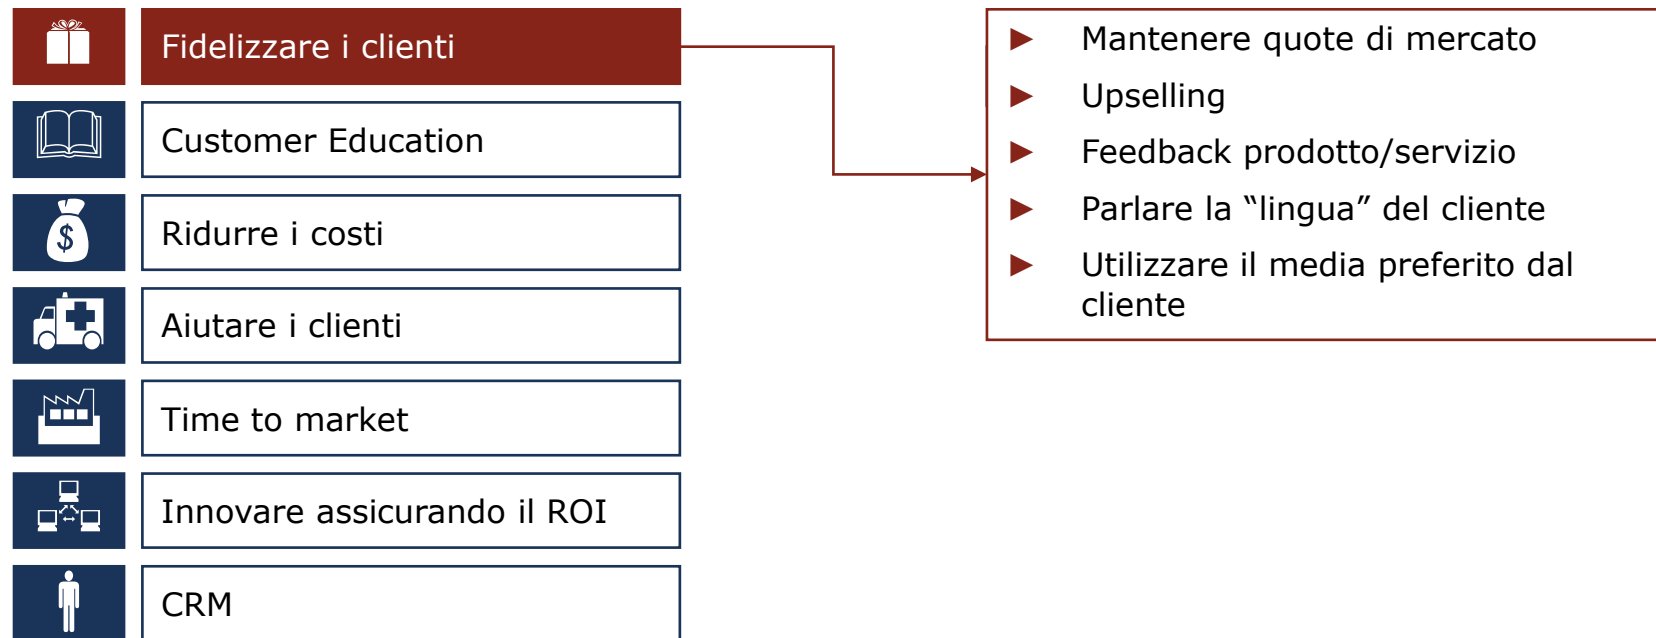 Fidelizzare i clienti
Customer Education
Ridurre i costi
$
Aiutare i clienti
Time to market
Innovare assicurando il ROI
CRM
► Mantenere quote di mercato
► Upselling
► Feedback prodotto/servizio
► Parlare la “lingua” del cliente
► Utilizzare il media preferito dal
cliente